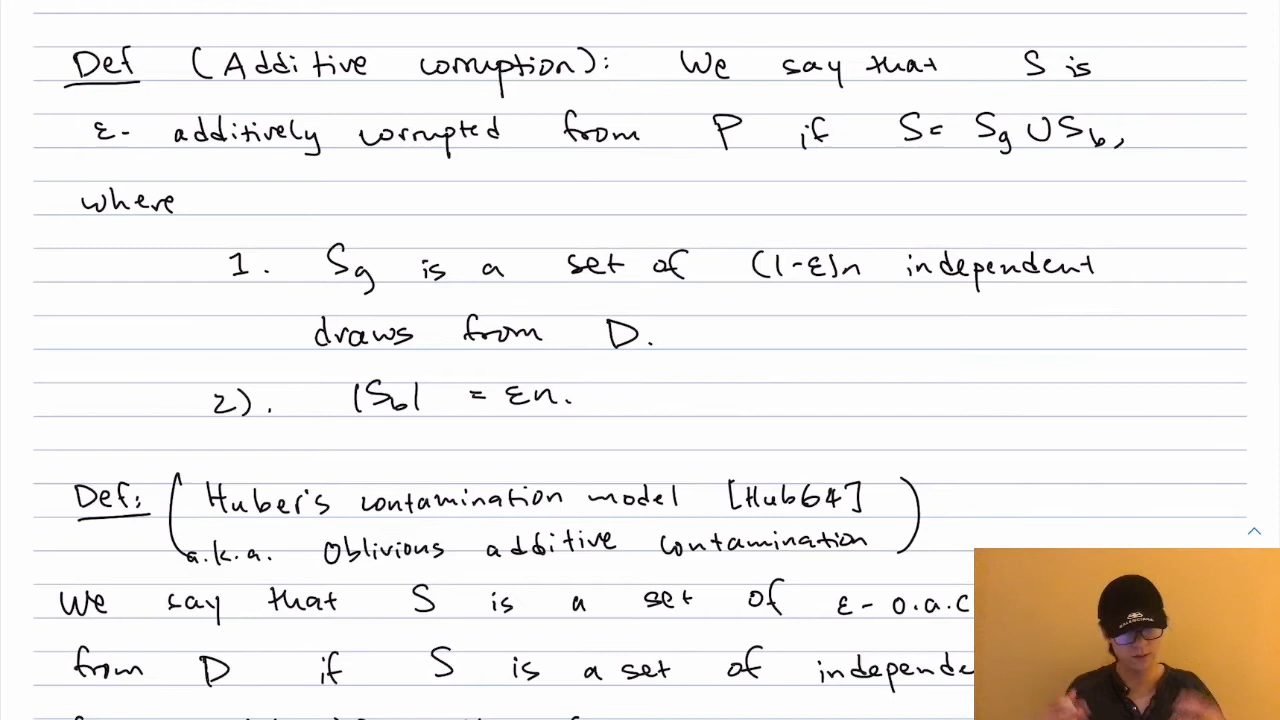 Def (Additive corruption): We say that S is
ε- additively corrupted from P if S= Sg ∪ Sb,
where
1. Sg is a set of (1-ε)n independent
draws from D.
2). |Sb| = εn.
Def: (Huber's contamination model [Hub64]
a.k.a. Oblivious additive contamination)
We say that S is a set of ε- o.a.c
from D if S is a set of independe
BALENCIAGA